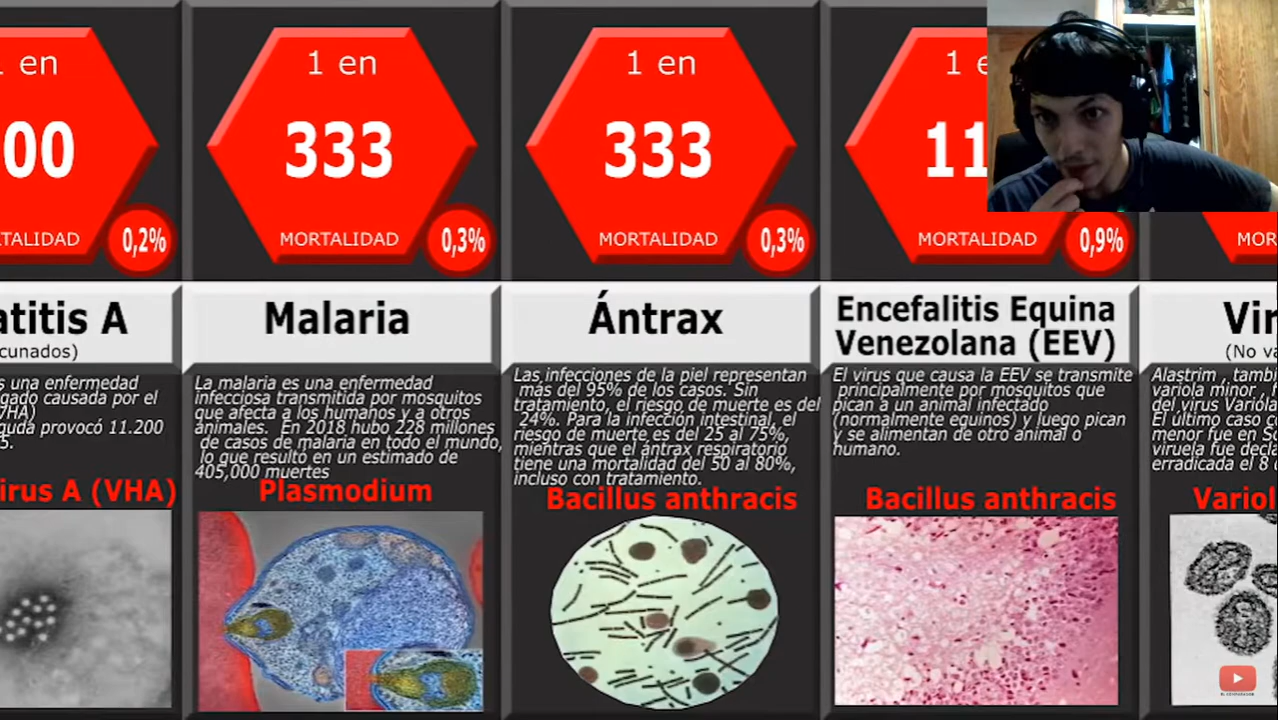 1 en
00
TALIDAD
0,2%
atitis A
cunados)
s una enfermedad
gado causada por el
VHA)
guda provocó 11.200
5.
irus A (VHA)
1 en
333
MORTALIDAD
0,3%
Malaria
La malaria es una enfermedad
infecciosa transmitida por mosquitos
que afecta a los humanos y a otros
animales. En 2018 hubo 228 millones
de casos de malaria en todo el mundo,
lo que resultó en un estimado de
405,000 muertes
Plasmodium
1 en
333
MORTALIDAD
0,3%
Ántrax
Las infecciones de la piel representan
más del 95% de los casos. Sin
tratamiento, el riesgo de muerte es del
24%. Para la infección intestinal, el
riesgo de muerte es del 25 al 75%,
mientras que el ántrax respiratorio
tiene una mortalidad del 50 al 80%,
incluso con tratamiento.
Bacillus anthracis
1 e
11
MORTALIDAD
0,9%
Encefalitis Equina
Venezolana (EEV)
El virus que causa la EEV se transmite
principalmente por mosquitos que
pican a un animal infectado
(normalmente equinos) y luego pican
y se alimentan de otro animal o
humano.
Bacillus anthracis
MOR
Vir
(No va
Alastrim , tambi
variola minor ,
del virus Variola
El último caso c
menor fue en So
viruela fue decla
erradicada el 8
Variol